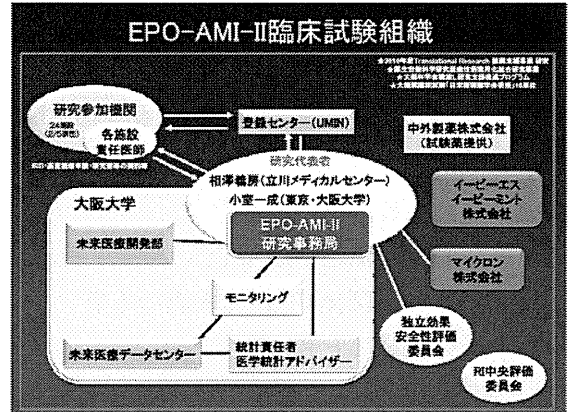 EPO-AMI-II臨床試験組織
研究参加機関
24施設
各施設
責任医師
登録センター(UMIN)
中外製薬株式会社
(試験薬提供)
研究代表者
相澤義房(立川メディカルセンター)
小室一成(東京・大阪大学)
EPO-AMI-II
研究事務局
大阪大学
未来医療開発部
イーピーエス
イーピーミント
株式会社
マイクロン
株式会社
モニタリング
独立効果
安全性評価
委員会
未来医療データセンター
統計責任者
医学統計アドバイザー
RI中央評価
委員会